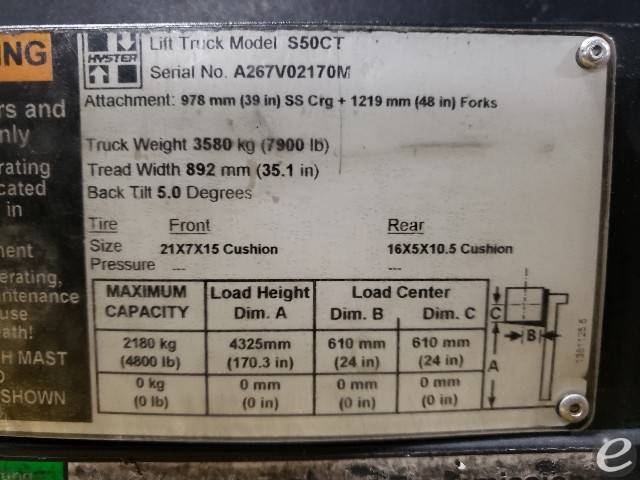 NG
rs and
nly
rating
cated
in
ment
erating,
intenance
use
eath!
H MAST
SHOWN
HYSTER
Lift Truck Model S50CT
Serial No. A267V02170M
Attachment: 978 mm (39 in) SS Crg + 1219 mm (48 in) Forks
Truck Weight 3580 kg (7900 lb)
Tread Width 892 mm (35.1 in)
Back Tilt 5.0 Degrees
Tire Front Rear
Size 21X7X15 Cushion 16X5X10.5 Cushion
Pressure --- ---
MAXIMUM Load Height Load Center
CAPACITY Dim. A Dim. B Dim. C
2180 kg 4325mm 610 mm 610 mm
(4800 lb) (170.3 in) (24 in) (24 in)
0 kg 0 mm 0 mm 0 mm
(0 lb) (0 in) (0 in) (0 in)
C
B
A
1381125.5
e